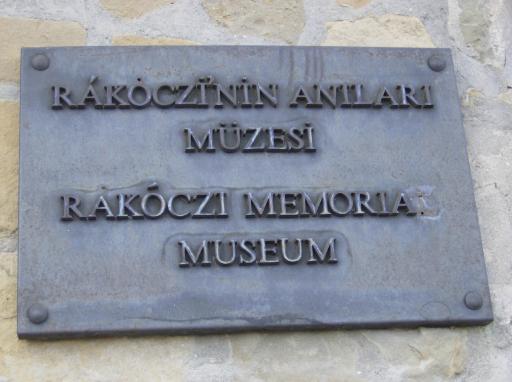 RÁKÓCZİ'NİN ANILARI
MÜZESİ
RÁKÓCZI MEMORIAL
MUSEUM